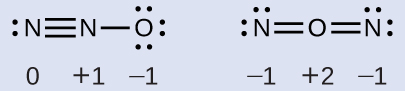 :N≡N—Ö: :N̈=O=N̈:
0 +1 –1 –1 +2 –1